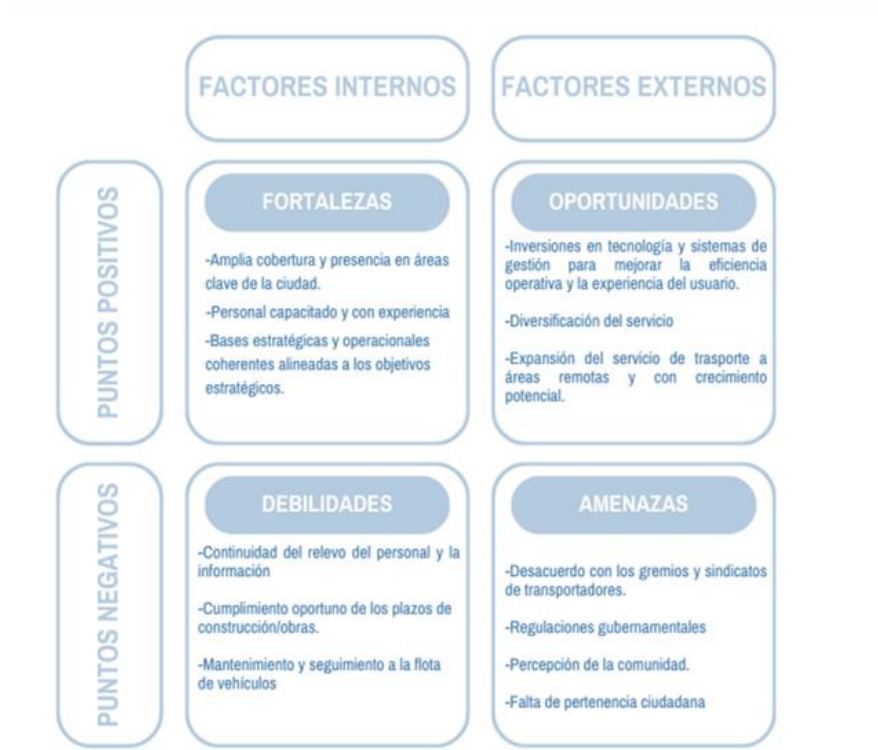 FACTORES INTERNOS
FACTORES EXTERNOS
PUNTOS POSITIVOS
FORTALEZAS
-Amplia cobertura y presencia en áreas
clave de la ciudad.
-Personal capacitado y con experiencia
-Bases estratégicas y operacionales
coherentes alineadas a los objetivos
estratégicos.
OPORTUNIDADES
-Inversiones en tecnología y sistemas de
gestión para mejorar la eficiencia
operativa y la experiencia del usuario.
-Diversificación del servicio
-Expansión del servicio de trasporte a
áreas remotas y con crecimiento
potencial.
PUNTOS NEGATIVOS
DEBILIDADES
-Continuidad del relevo del personal y la
información
-Cumplimiento oportuno de los plazos de
construcción/obras.
-Mantenimiento y seguimiento a la flota
de vehículos
AMENAZAS
-Desacuerdo con los gremios y sindicatos
de transportadores.
-Regulaciones gubernamentales
-Percepción de la comunidad.
-Falta de pertenencia ciudadana